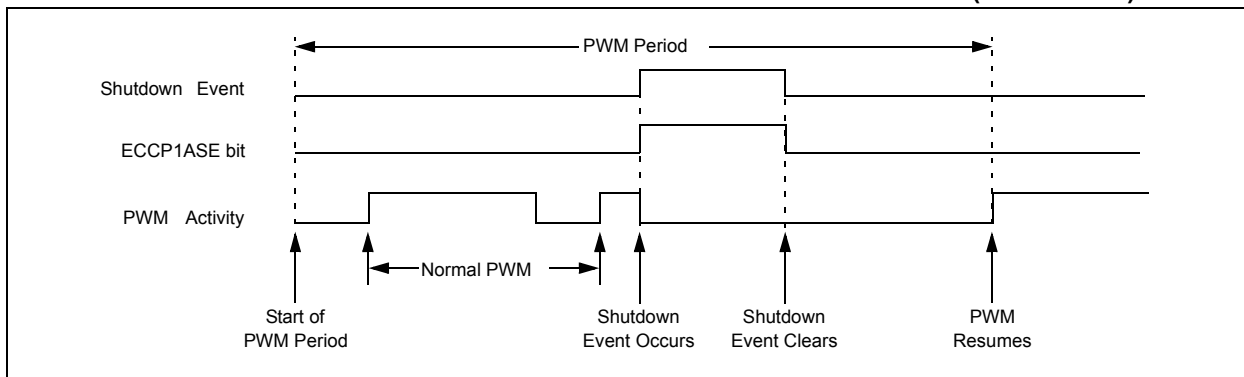 PWM Period
Shutdown Event
ECCP1ASE bit
PWM Activity
Normal PWM
Start of
PWM Period
Shutdown
Event Occurs
Shutdown
Event Clears
PWM
Resumes